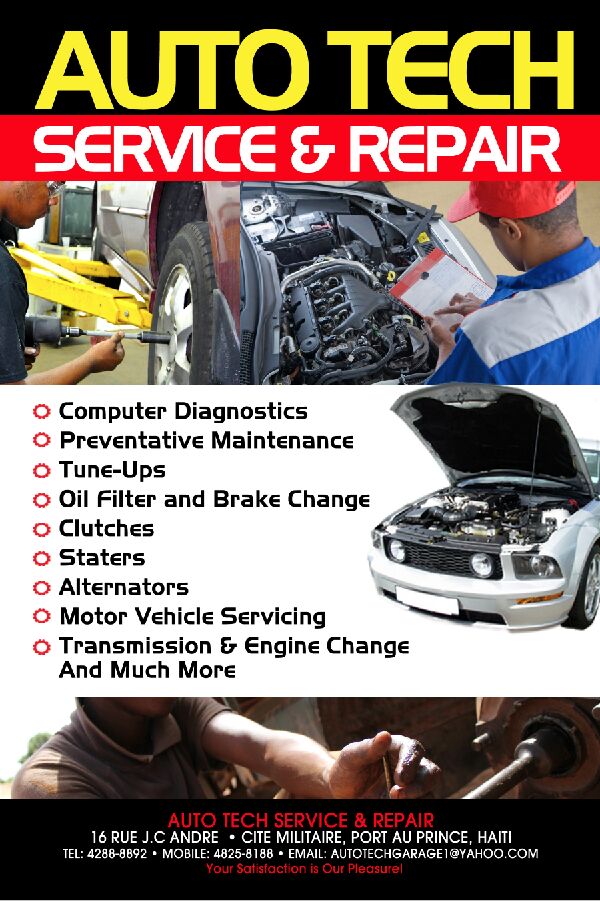 AUTO TECH
SERVICE & REPAIR
Computer Diagnostics
Preventative Maintenance
Tune-Ups
Oil Filter and Brake Change
Clutches
Staters
Alternators
Motor Vehicle Servicing
Transmission & Engine Change
And Much More
AUTO TECH SERVICE & REPAIR
16 RUE J.C ANDRE • CITE MILITAIRE, PORT AU PRINCE, HAITI
TEL: 4288-8892 • MOBILE: 4825-8188 • EMAIL: AUTOTECHGARAGE1@YAHOO.COM
Your Satisfaction is Our Pleasure!